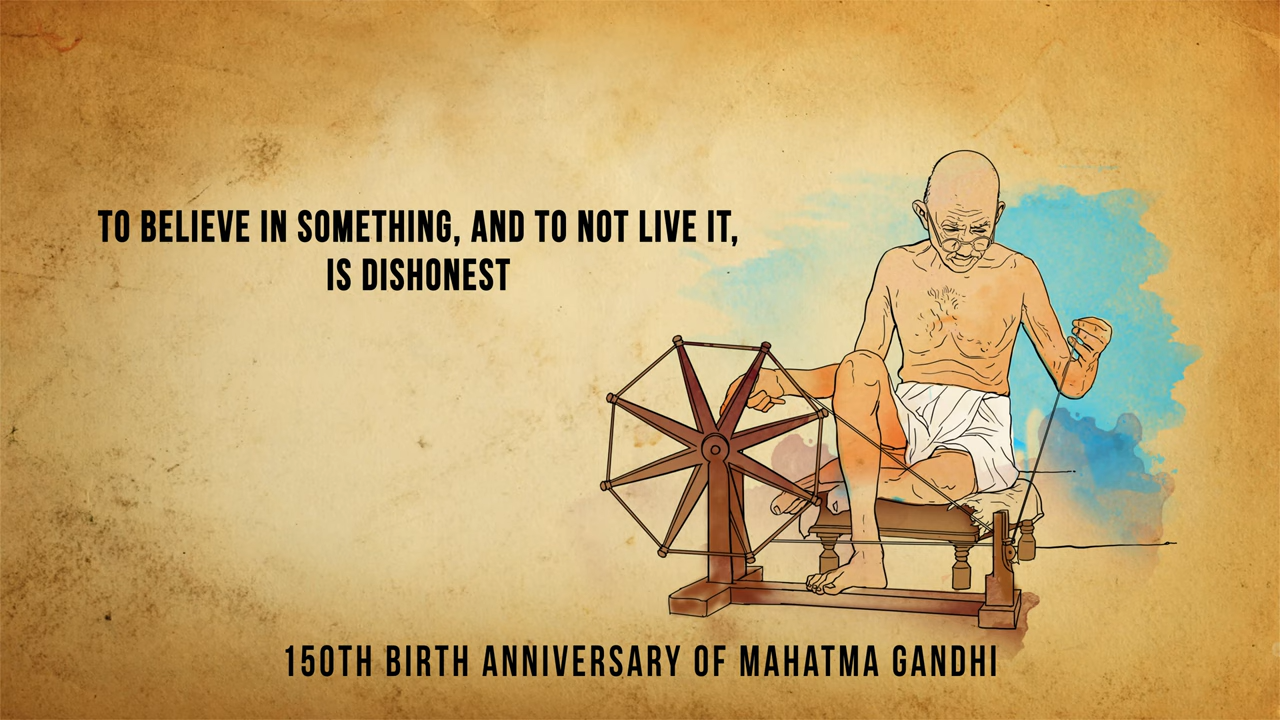 TO BELIEVE IN SOMETHING, AND TO NOT LIVE IT,
IS DISHONEST
150TH BIRTH ANNIVERSARY OF MAHATMA GANDHI